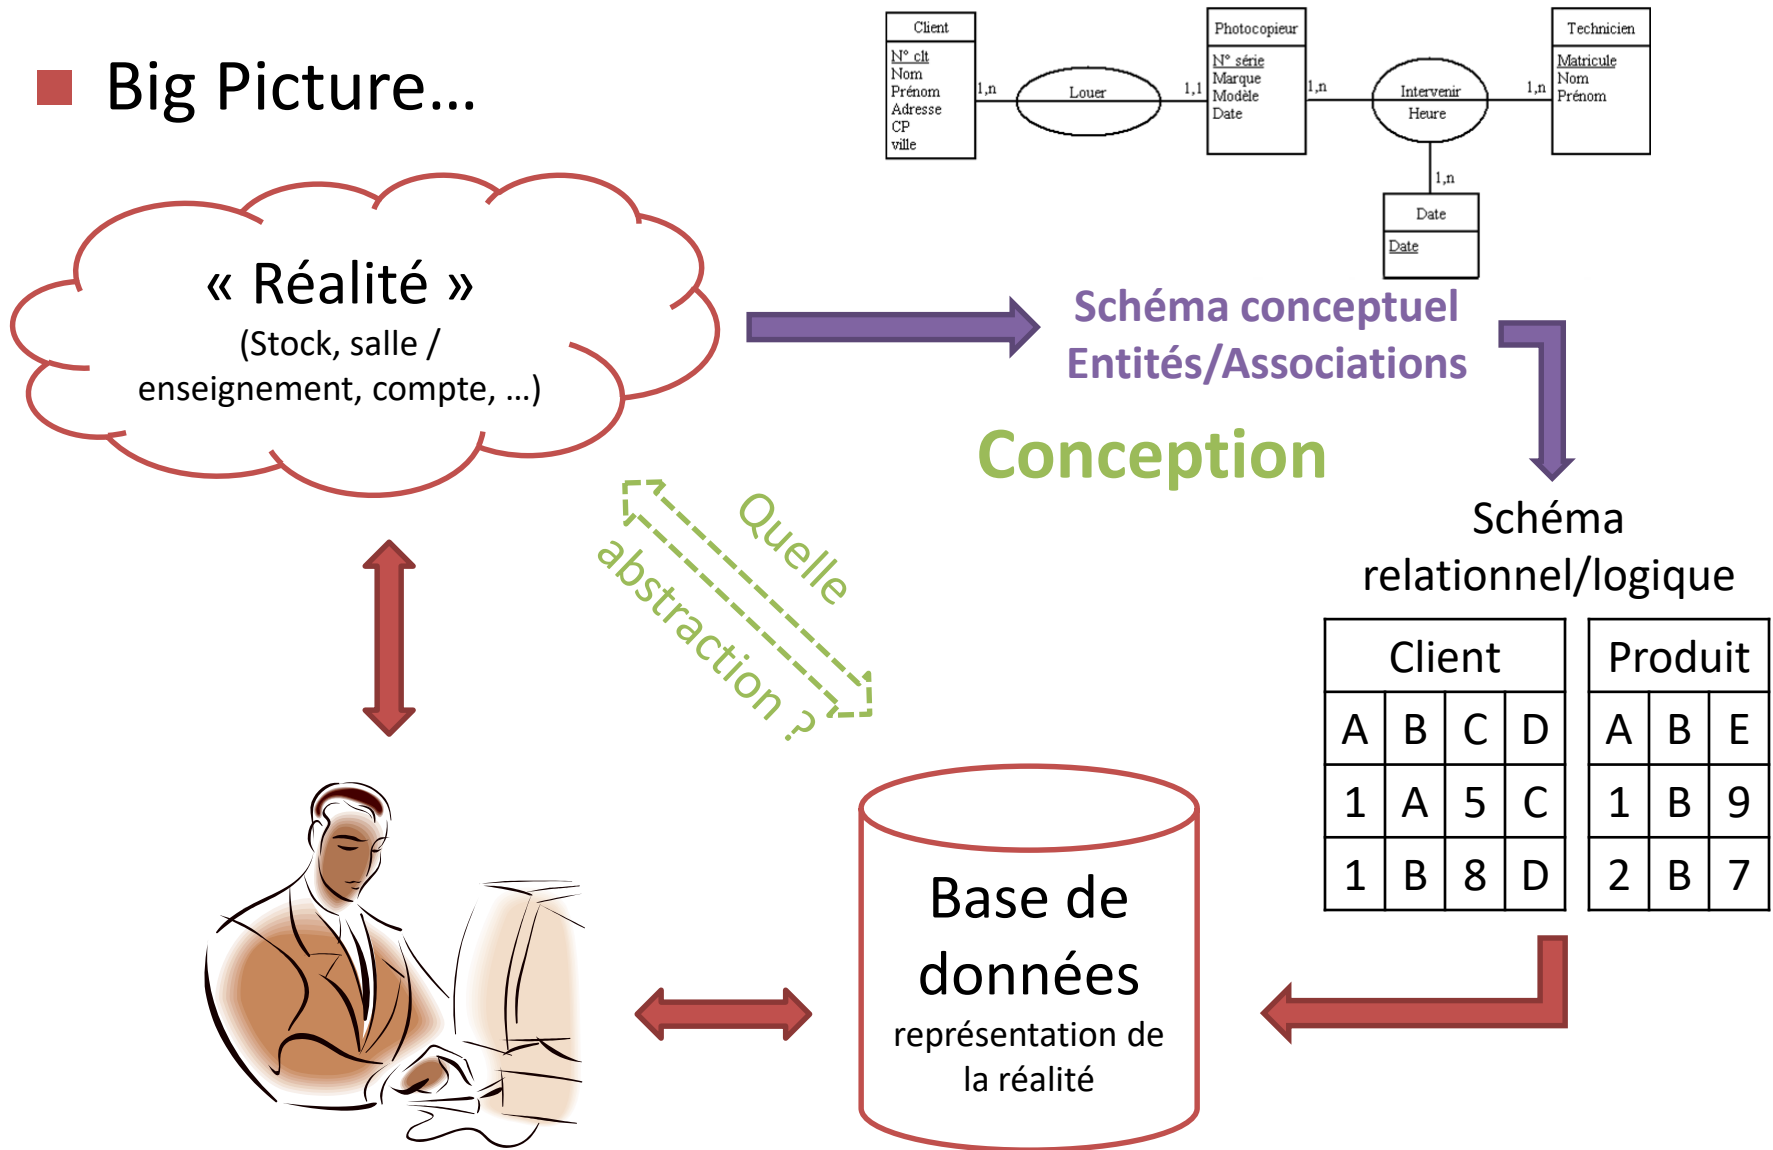 Big Picture...
Client
N° clt
Nom
Prénom
Adresse
CP
ville
1,n
Louer
1,1
Photocopieur
N° série
Marque
Modèle
Date
1,n
Intervenir
Heure
1,n
Technicien
Matricule
Nom
Prénom
1,n
Date
Date
« Réalité »
(Stock, salle /
enseignement, compte, ...)
Schéma conceptuel
Entités/Associations
Conception
Quelle
abstraction ?
Schéma
relationnel/logique
Client
A B C D
1 A 5 C
1 B 8 D
Produit
A B E
1 B 9
2 B 7
Base de
données
représentation de
la réalité